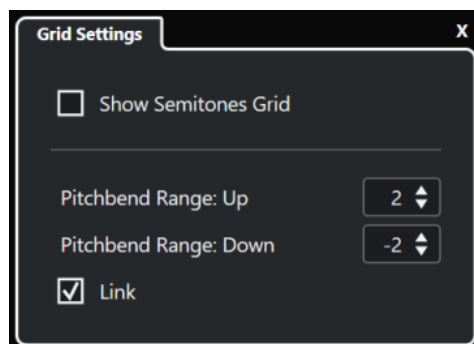 Grid Settings X
Show Semitones Grid
Pitchbend Range: Up 2
Pitchbend Range: Down -2
Link